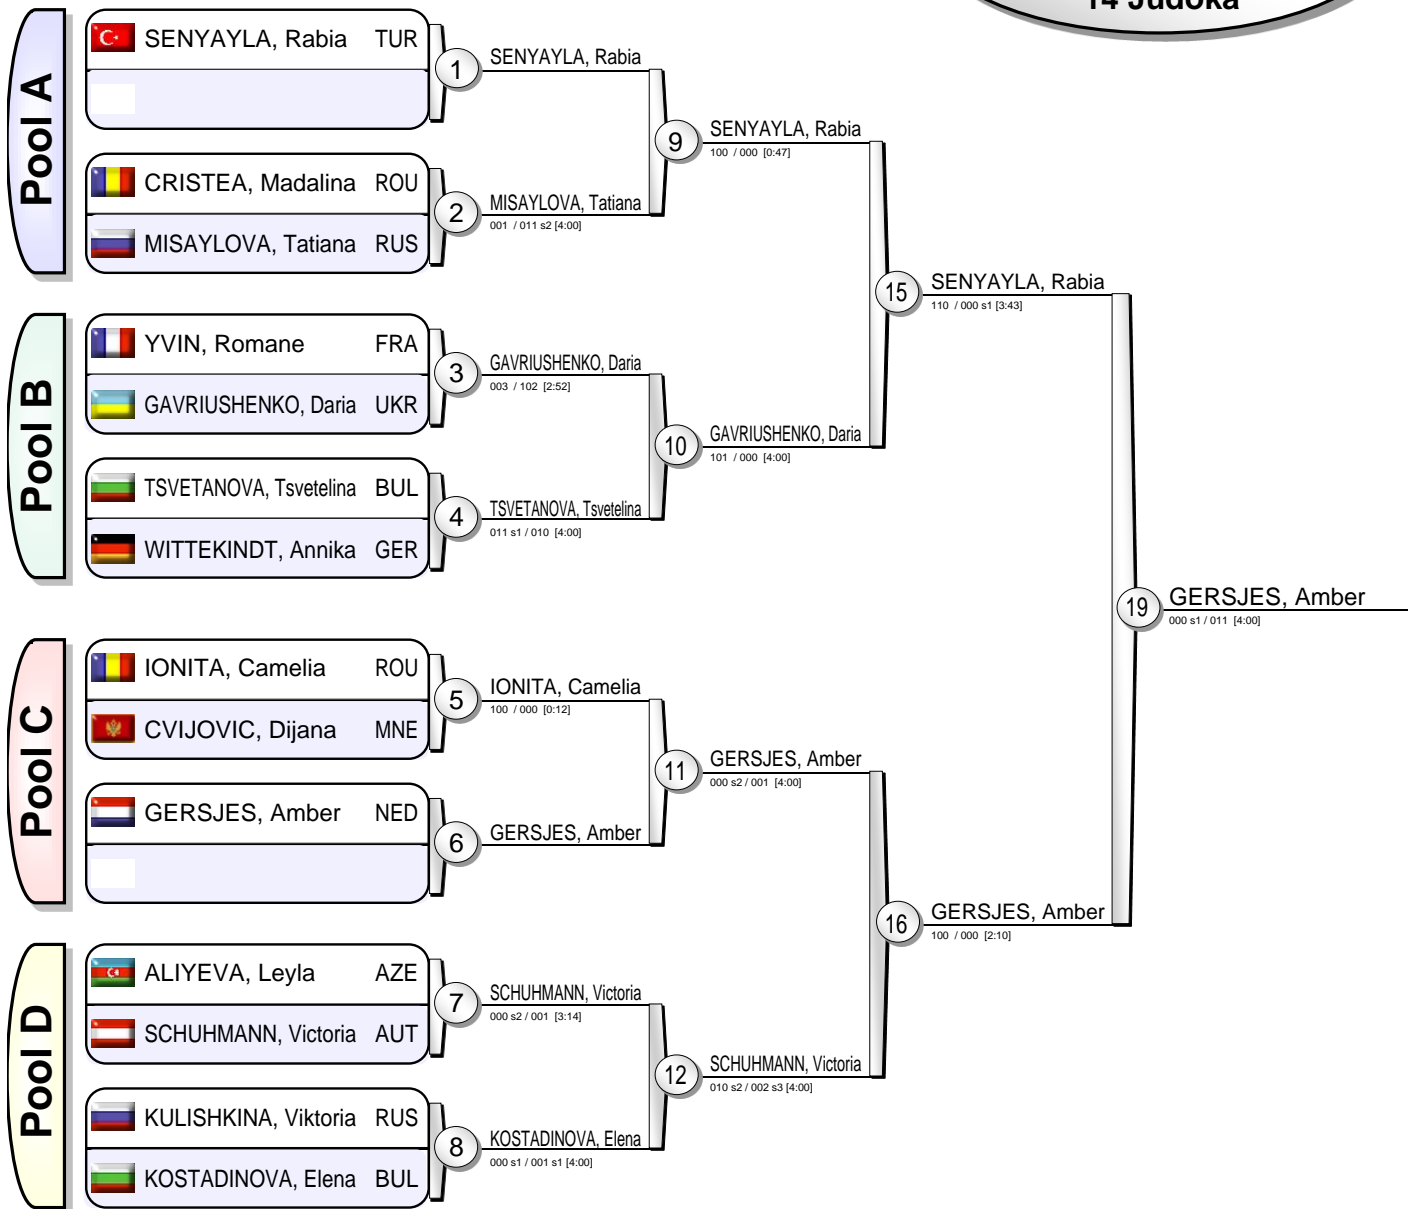 14 Judoka
Pool A
SENYAYLA, Rabia TUR
CRISTEA, Madalina ROU
MISAYLOVA, Tatiana RUS
Pool B
YVIN, Romane FRA
GAVRIUSHENKO, Daria UKR
TSVETANOVA, Tsvetelina BUL
WITTEKINDT, Annika GER
Pool C
IONITA, Camelia ROU
CVIJOVIC, Dijana MNE
GERSJES, Amber NED
Pool D
ALIYEVA, Leyla AZE
SCHUHMANN, Victoria AUT
KULISHKINA, Viktoria RUS
KOSTADINOVA, Elena BUL
1
SENYAYLA, Rabia
2
MISAYLOVA, Tatiana
001 / 011 s2 [4:00]
3
GAVRIUSHENKO, Daria
003 / 102 [2:52]
4
TSVETANOVA, Tsvetelina
011 s1 / 010 [4:00]
5
IONITA, Camelia
100 / 000 [0:12]
6
GERSJES, Amber
7
SCHUHMANN, Victoria
000 s2 / 001 [3:14]
8
KOSTADINOVA, Elena
000 s1 / 001 s1 [4:00]
9
SENYAYLA, Rabia
100 / 000 [0:47]
10
GAVRIUSHENKO, Daria
101 / 000 [4:00]
11
GERSJES, Amber
000 s2 / 001 [4:00]
12
SCHUHMANN, Victoria
010 s2 / 002 s3 [4:00]
15
SENYAYLA, Rabia
110 / 000 s1 [3:43]
16
GERSJES, Amber
100 / 000 [2:10]
19
GERSJES, Amber
000 s1 / 011 [4:00]